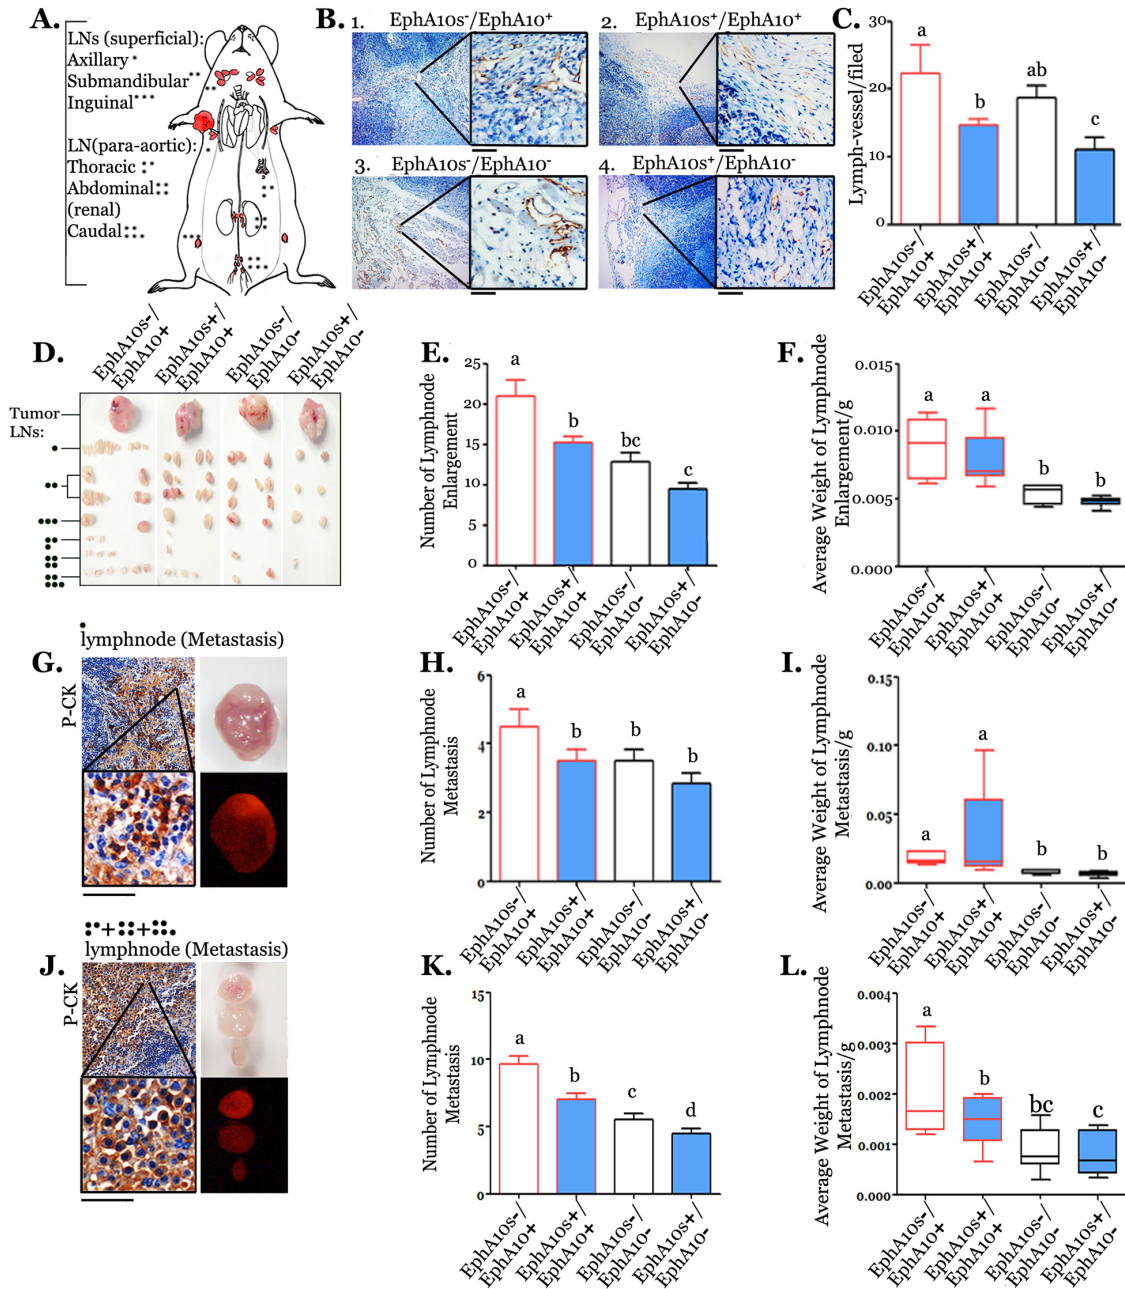 A.
LNs (superficial):
Axillary *
Submandibular**
Inguinal***
LN(para-aortic):
Thoracic
Abdominal
(renal)
Caudal
B.
1. EphA10s-/EphA10+
2. EphA10s+/EphA10+
3. EphA10s-/EphA10-
4. EphA10s+/EphA10-
C.
Lymph-vessel/filed
30
20
10
0
a
b
ab
c
EphA10s-/
EphA10+
EphA10s+/
EphA10+
EphA10s-/
EphA10-
EphA10s+/
EphA10-
D.
EphA10s-/
EphA10+
EphA10s+/
EphA10+
EphA10s-/
EphA10-
EphA10s+/
EphA10-
Tumor
LNs:
E.
Number of Lymphnode
Enlargement
25
20
15
10
5
0
a
b
bc
c
EphA10s-/
EphA10+
EphA10s+/
EphA10+
EphA10s-/
EphA10-
EphA10s+/
EphA10-
F.
Average Weight of Lymphnode
Enlargement/g
0.015
0.010
0.005
0.000
a
a
b
b
EphA10s-/
EphA10+
EphA10s+/
EphA10+
EphA10s-/
EphA10-
EphA10s+/
EphA10-
G.
lymphnode (Metastasis)
P-CK
H.
Number of Lymphnode
Metastasis
6
4
2
0
a
b
b
b
EphA10s-/
EphA10+
EphA10s+/
EphA10+
EphA10s-/
EphA10-
EphA10s+/
EphA10-
I.
Average Weight of Lymphnode
Metastasis/g
0.15
0.10
0.05
0.00
a
a
b
b
EphA10s-/
EphA10+
EphA10s+/
EphA10+
EphA10s-/
EphA10-
EphA10s+/
EphA10-
J.
lymphnode (Metastasis)
P-CK
K.
Number of Lymphnode
Metastasis
15
10
5
0
a
b
c
d
EphA10s-/
EphA10+
EphA10s+/
EphA10+
EphA10s-/
EphA10-
EphA10s+/
EphA10-
L.
Average Weight of Lymphnode
Metastasis/g
0.004
0.003
0.002
0.001
0.000
a
b
bc
c
EphA10s-/
EphA10+
EphA10s+/
EphA10+
EphA10s-/
EphA10-
EphA10s+/
EphA10-